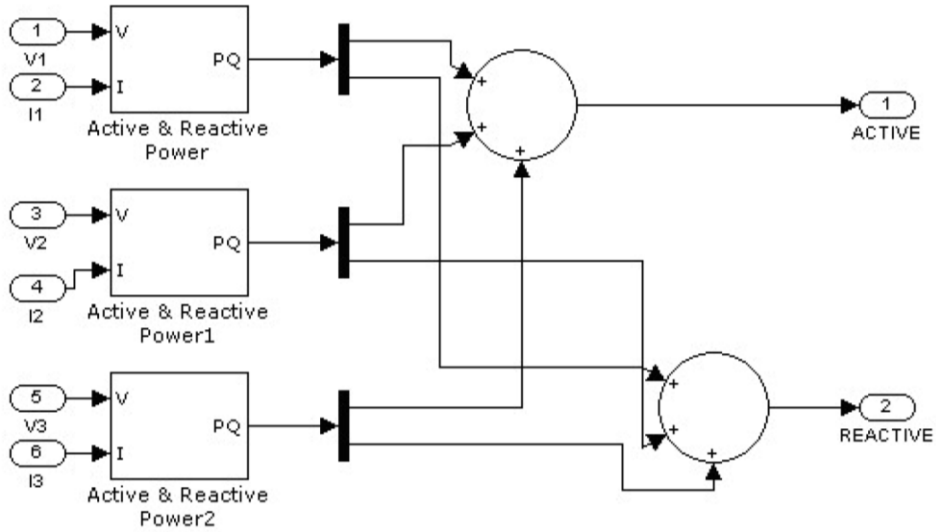 1
V
V1
PQ
2
I
I1
Active & Reactive
Power
+
+
+
1
ACTIVE
3
V
V2
PQ
4
I
I2
Active & Reactive
Power1
5
V
V3
PQ
6
I
I3
Active & Reactive
Power2
+
+
+
2
REACTIVE